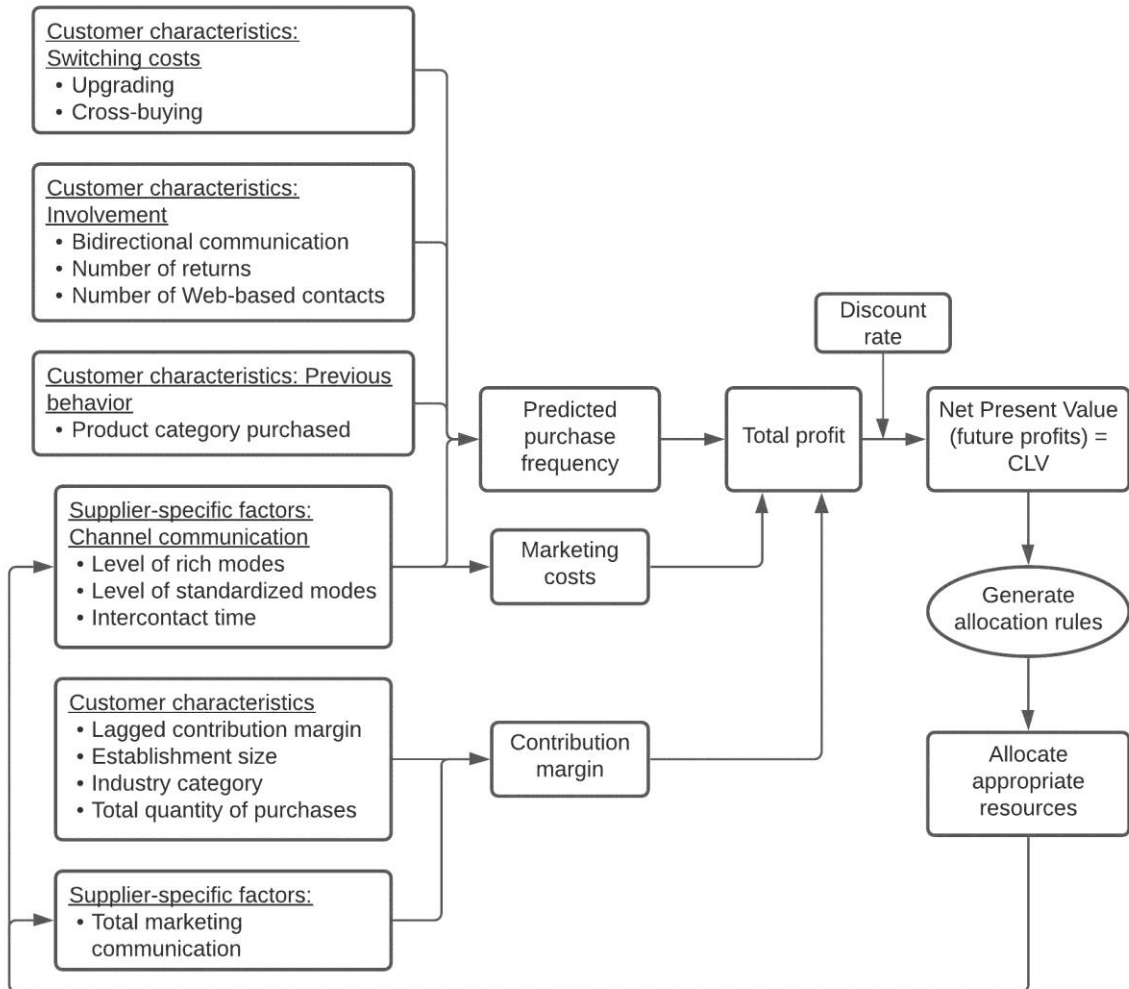 Customer characteristics:
Switching costs
• Upgrading
• Cross-buying
Customer characteristics:
Involvement
• Bidirectional communication
• Number of returns
• Number of Web-based contacts
Customer characteristics: Previous
behavior
• Product category purchased
Supplier-specific factors:
Channel communication
• Level of rich modes
• Level of standardized modes
• Intercontact time
Customer characteristics
• Lagged contribution margin
• Establishment size
• Industry category
• Total quantity of purchases
Supplier-specific factors:
• Total marketing
communication
Predicted
purchase
frequency
Marketing
costs
Contribution
margin
Total profit
Discount
rate
Net Present Value
(future profits) =
CLV
Generate
allocation rules
Allocate
appropriate
resources